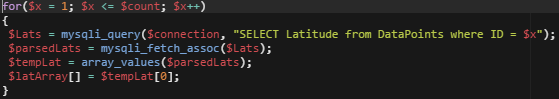 for($x = 1; $x <= $count; $x++)
{
$Lats = mysqli_query($connection, "SELECT Latitude from DataPoints where ID = $x");
$parsedLats = mysqli_fetch_assoc($Lats);
$tempLat = array_values($parsedLats);
$latArray[] = $tempLat[0];
}